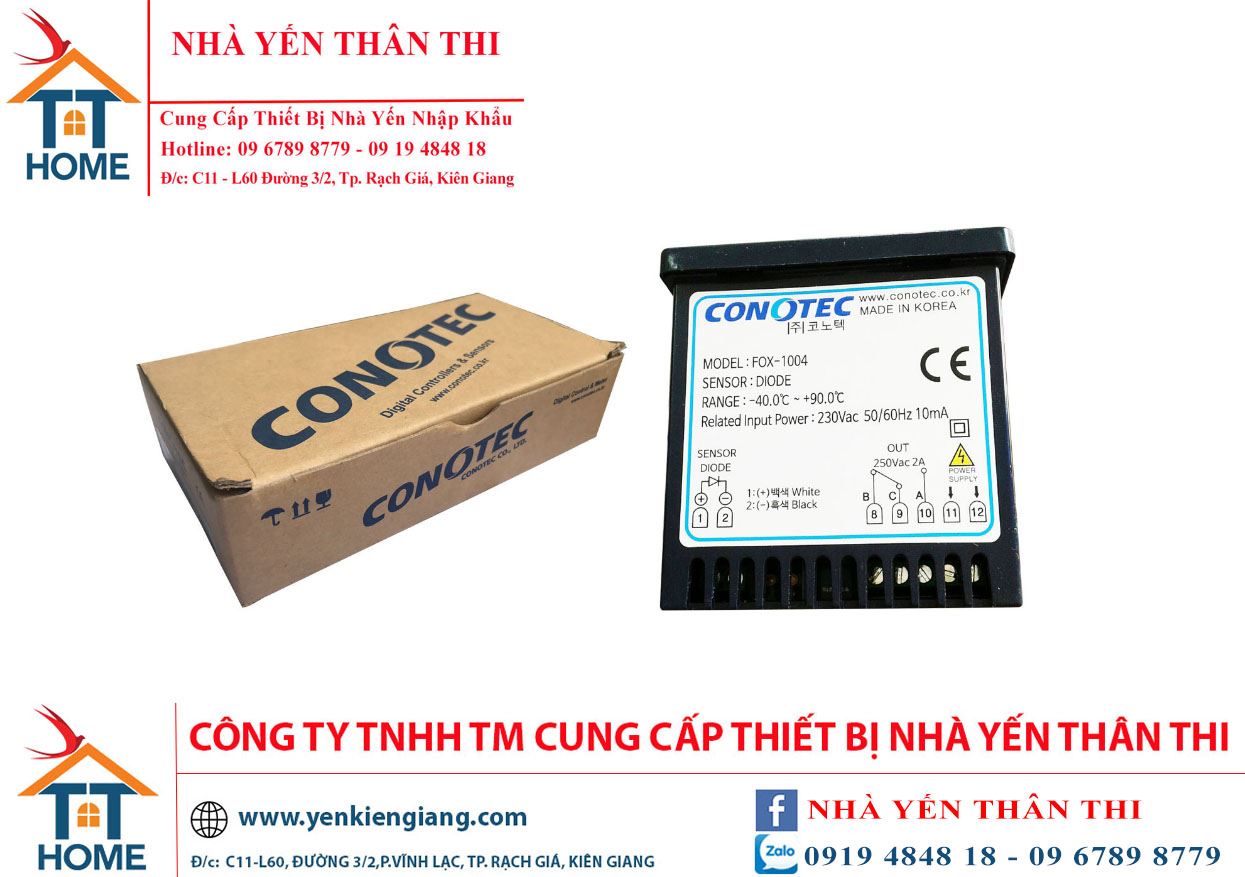 TT
HOME
NHÀ YẾN THÂN THI
Cung Cấp Thiết Bị Nhà Yến Nhập Khẩu
Hotline: 09 6789 8779 - 09 19 4848 18
Đ/c: C11 - L60 Đường 3/2, Tp. Rạch Giá, Kiên Giang
CONOTEC
Digital Controllers & Sensors
www.conotec.co.kr
Digital Control & Meter
www.conotec.co.kr
CONOTEC
CONOTEC CO., LTD.
CONOTEC www.conotec.co.kr
MADE IN KOREA
[주]코노텍
MODEL : FOX-1004
SENSOR : DIODE
RANGE : -40.0℃ ~ +90.0℃
Related Input Power : 230Vac 50/60Hz 10mA
CE
SENSOR
DIODE
+ −
1 2
1:(+)백색 White
2:(-)흑색 Black
OUT
250Vac 2A
B C A
8 9 10 11 12
POWER
SUPPLY
TT
HOME
CÔNG TY TNHH TM CUNG CẤP THIẾT BỊ NHÀ YẾN THÂN THI
www.yenkiengiang.com
Đ/c: C11-L60, ĐƯỜNG 3/2,P.VĨNH LẠC, TP. RẠCH GIÁ, KIÊN GIANG
f NHÀ YẾN THÂN THI
Zalo 0919 4848 18 - 09 6789 8779